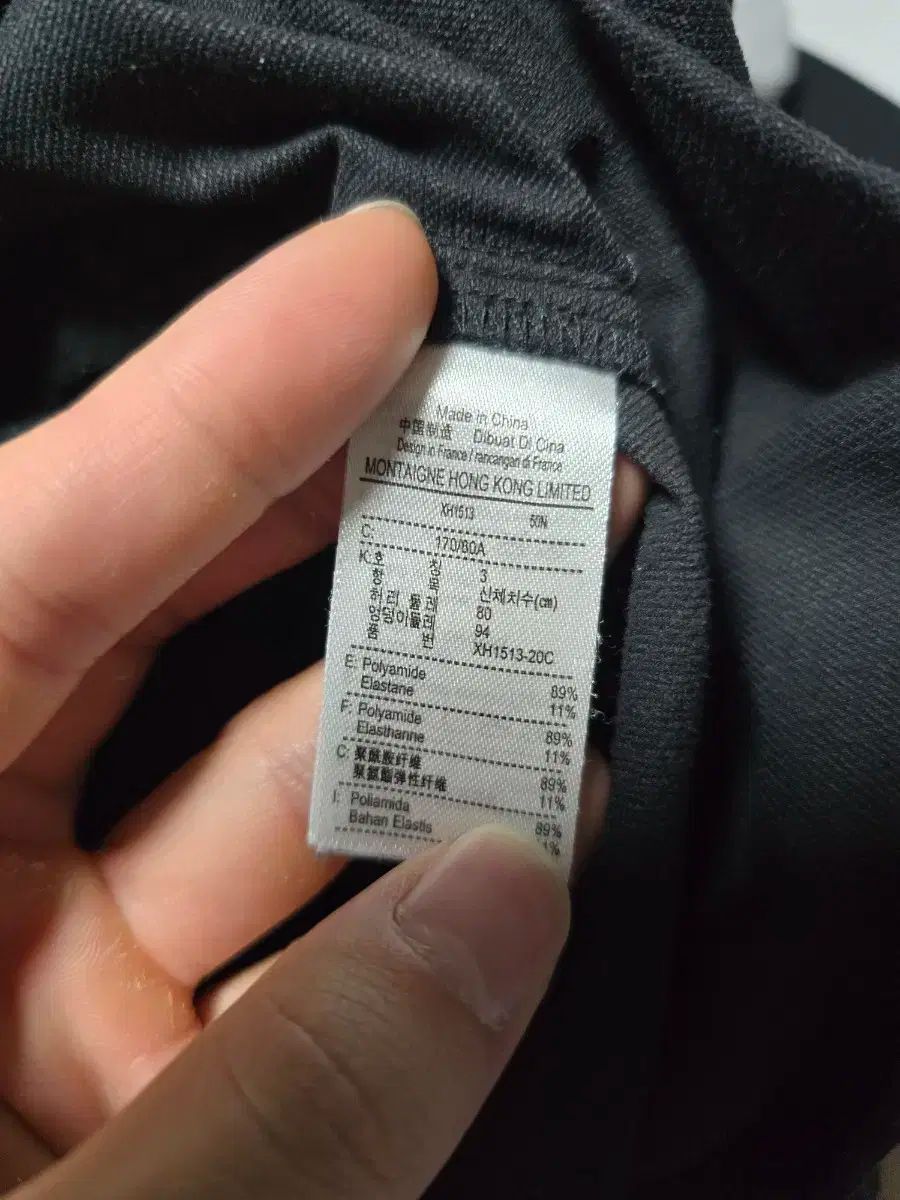 Made in China
中国制造 Dibuat Di Cina
Design in France / rancangan di France
MONTAIGNE HONG KONG LIMITED
XH1513 50N
C: 170/80A
K: 호 칭 3
항 목 신체치수(㎝)
허리 둘레 80
엉덩이둘레 94
품 번 XH1513-20C
E: Polyamide 89%
Elastane 11%
F: Polyamide 89%
Elasthanne 11%
C: 聚酰胺纤维 89%
聚氨酯弹性纤维 11%
I: Poliamida 89%
Bahan Elastis